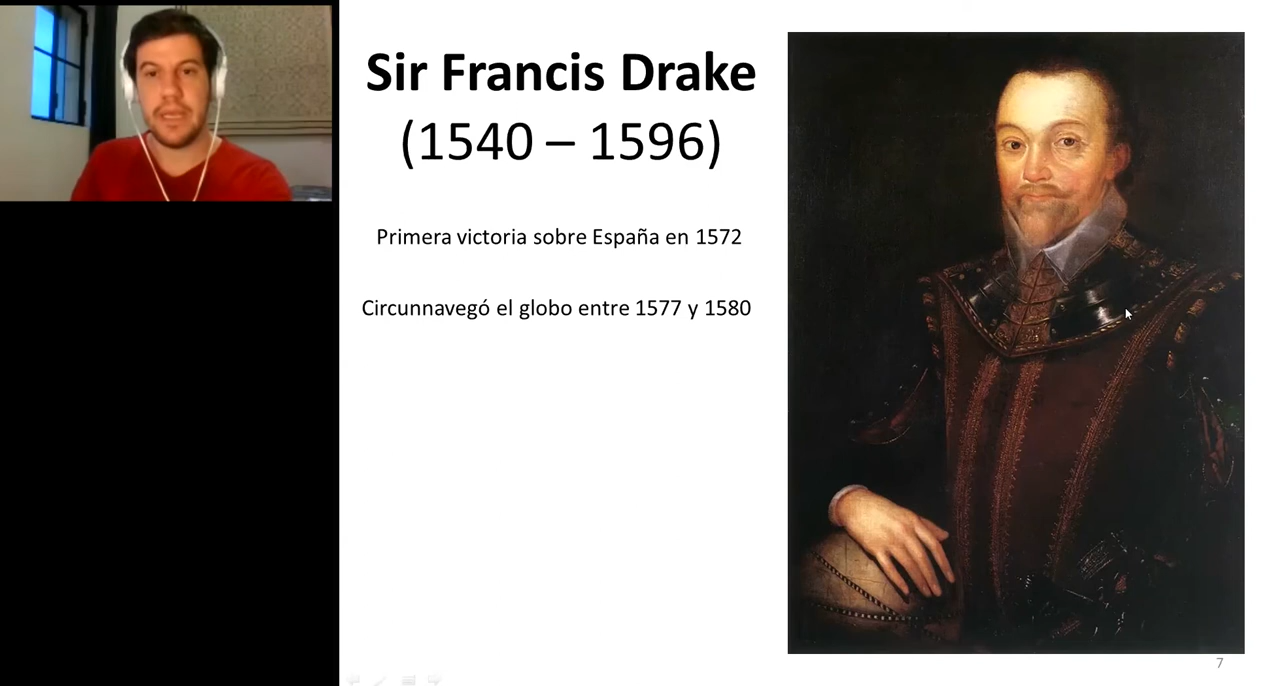 Sir Francis Drake
(1540 – 1596)
Primera victoria sobre España en 1572
Circunnavegó el globo entre 1577 y 1580
7